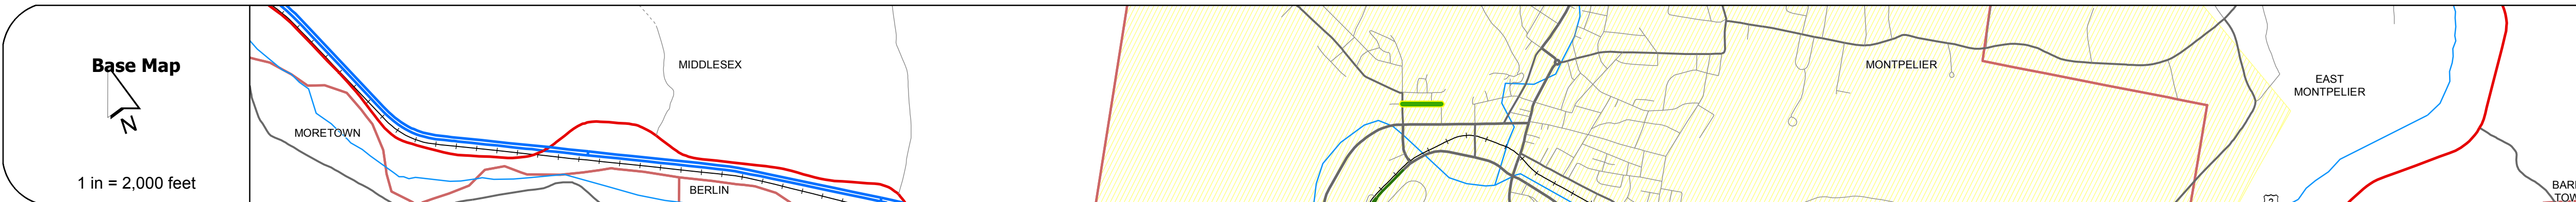 Base Map
N
1 in = 2,000 feet
MIDDLESEX
MORETOWN
BERLIN
MONTPELIER
EAST
MONTPELIER